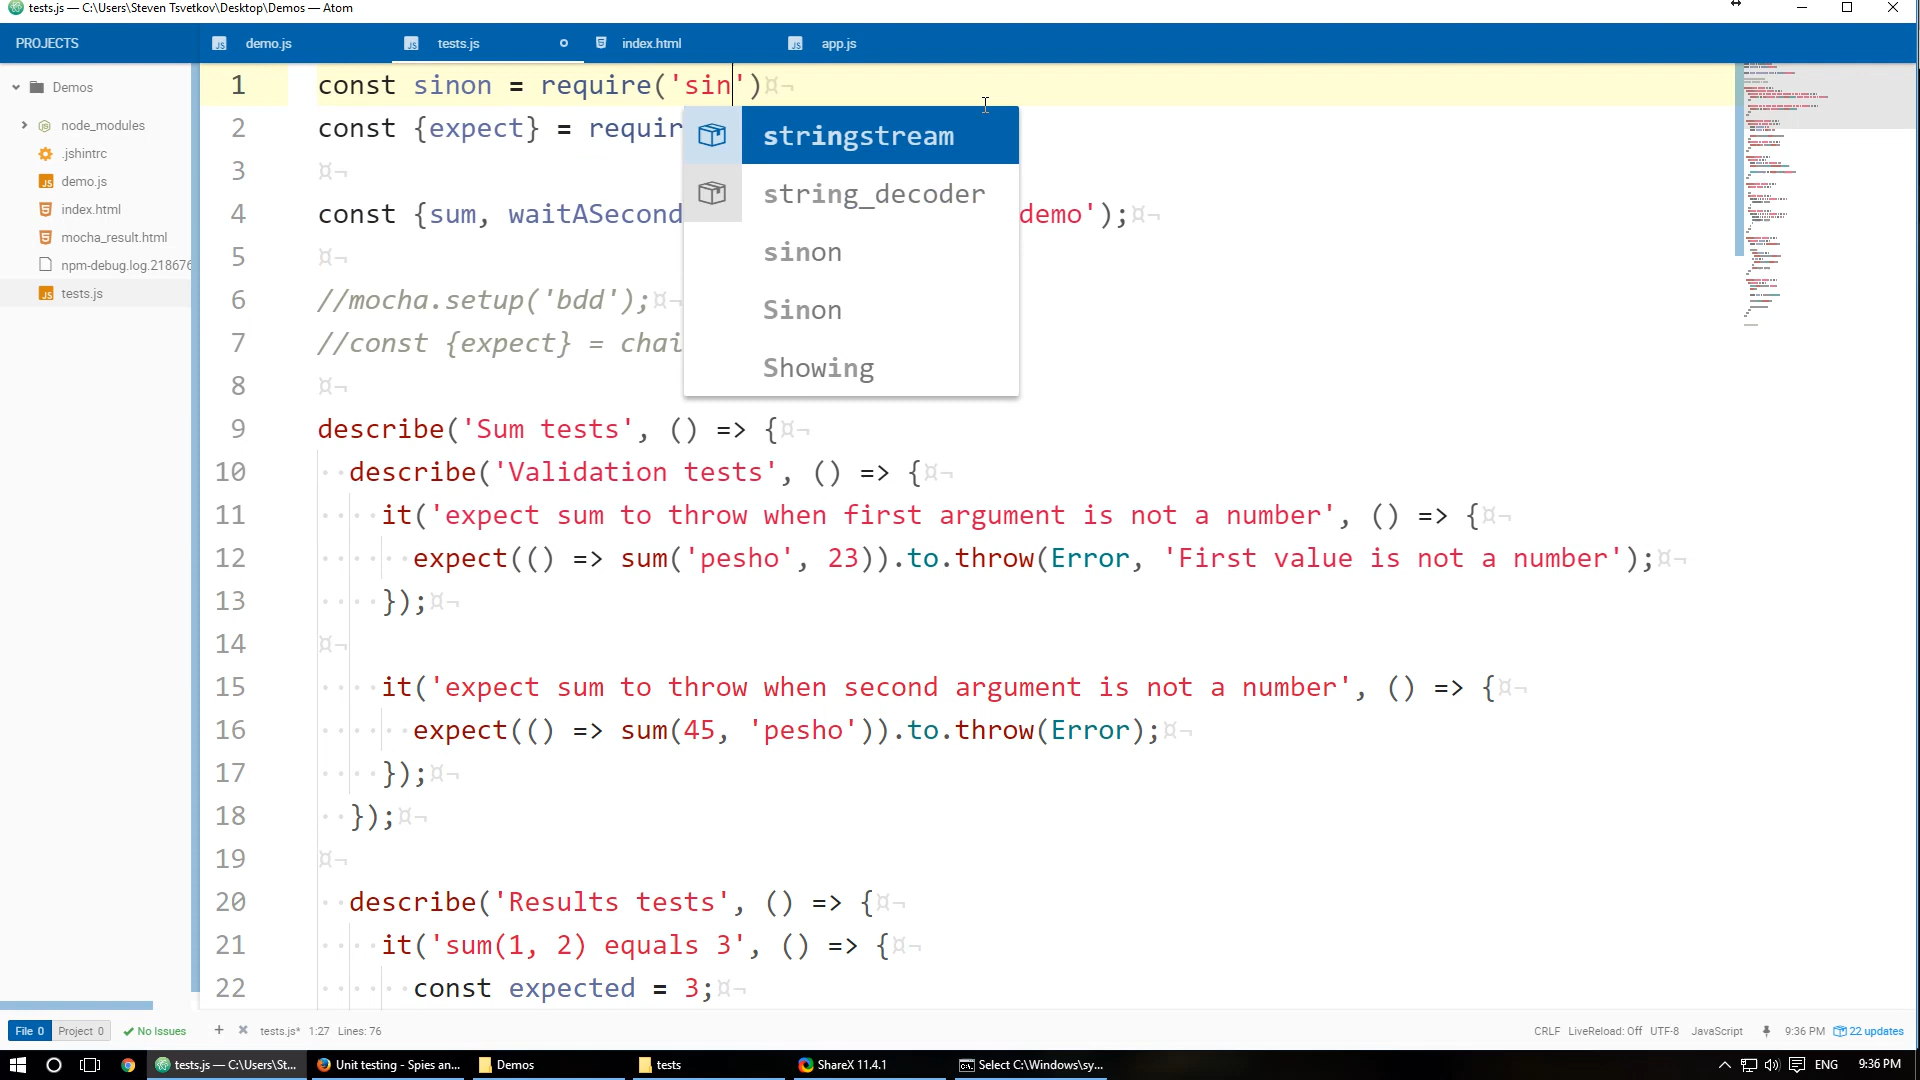 tests.js — C:\Users\Steven Tsvetkov\Desktop\Demos — Atom
PROJECTS
demo.js
tests.js
index.html
app.js
Demos
node_modules
.jshintrc
demo.js
index.html
mocha_result.html
npm-debug.log.218676
tests.js
1 const sinon = require('sin')
2 const {expect} = requir
3
4 const {sum, waitASecond demo');
5
6 //mocha.setup('bdd');
7 //const {expect} = chai
8
9 describe('Sum tests', () => {
10 describe('Validation tests', () => {
11 it('expect sum to throw when first argument is not a number', () => {
12 expect(() => sum('pesho', 23)).to.throw(Error, 'First value is not a number');
13 });
14
15 it('expect sum to throw when second argument is not a number', () => {
16 expect(() => sum(45, 'pesho')).to.throw(Error);
17 });
18 });
19
20 describe('Results tests', () => {
21 it('sum(1, 2) equals 3', () => {
22 const expected = 3;
stringstream
string_decoder
sinon
Sinon
Showing
File 0 Project 0 No Issues + tests.js* 1:27 Lines: 76
CRLF LiveReload: Off UTF-8 JavaScript 9:36 PM 22 updates
tests.js — C:\Users\St...
Unit testing - Spies an...
Demos
tests
ShareX 11.4.1
Select C:\Windows\sy...
ENG
9:36 PM